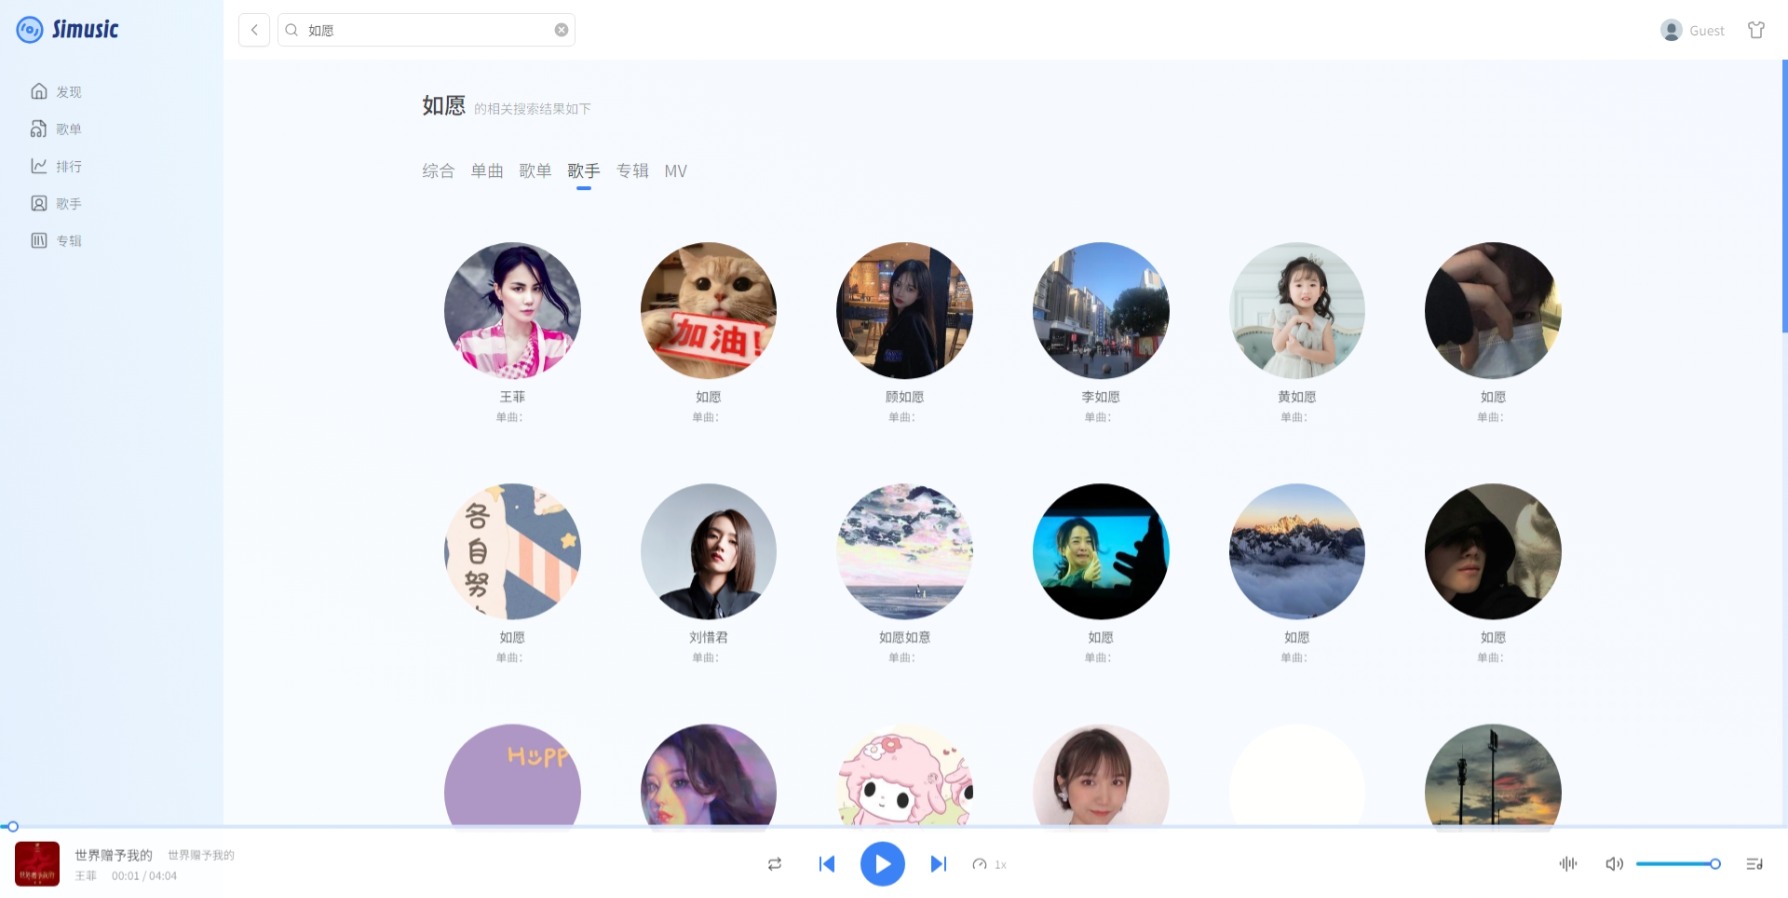 Simusic
如愿
Guest
发现
歌单
排行
歌手
专辑
如愿 的相关搜索结果如下
综合 单曲 歌单 歌手 专辑 MV
加油!
王菲 如愿 顾如愿 李如愿 黄如愿 如愿
单曲: 单曲: 单曲: 单曲: 单曲: 单曲:
各
自
努
如愿 刘惜君 如愿如意 如愿 如愿 如愿
单曲: 单曲: 单曲: 单曲: 单曲: 单曲:
世界赠予我的 世界赠予我的
王菲 00:01 / 04:04
1x